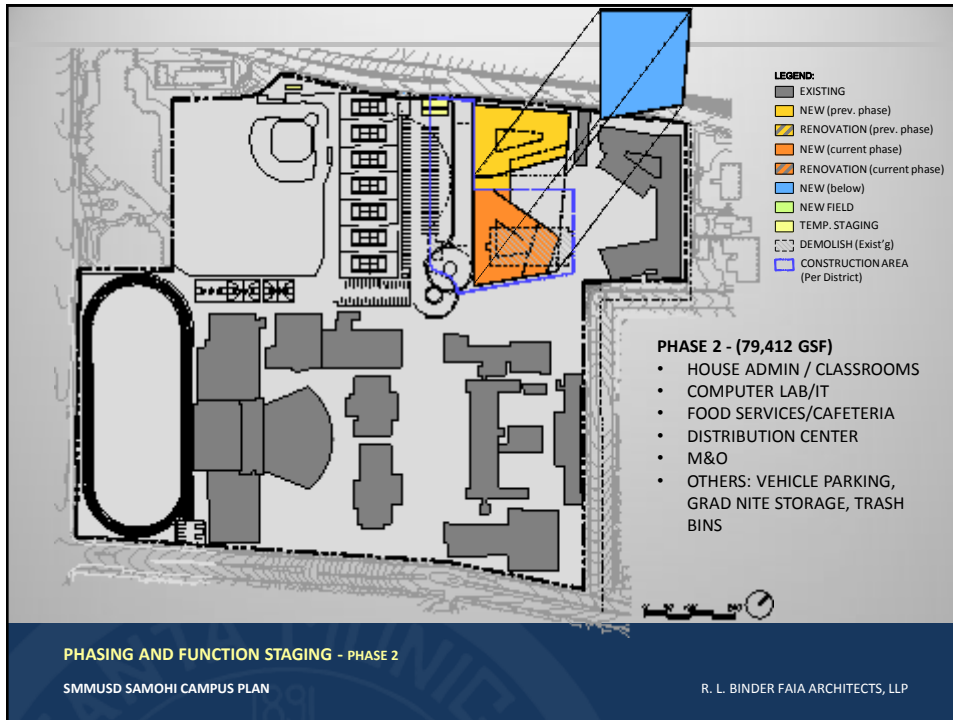 LEGEND:
EXISTING
NEW (prev. phase)
RENOVATION (prev. phase)
NEW (current phase)
RENOVATION (current phase)
NEW (below)
NEW FIELD
TEMP. STAGING
DEMOLISH (Exist'g)
CONSTRUCTION AREA
(Per District)
PHASE 2 - (79,412 GSF)
• HOUSE ADMIN / CLASSROOMS
• COMPUTER LAB/IT
• FOOD SERVICES/CAFETERIA
• DISTRIBUTION CENTER
• M&O
• OTHERS: VEHICLE PARKING,
GRAD NITE STORAGE, TRASH
BINS
PHASING AND FUNCTION STAGING - PHASE 2
SMMUSD SAMOHI CAMPUS PLAN
R. L. BINDER FAIA ARCHITECTS, LLP